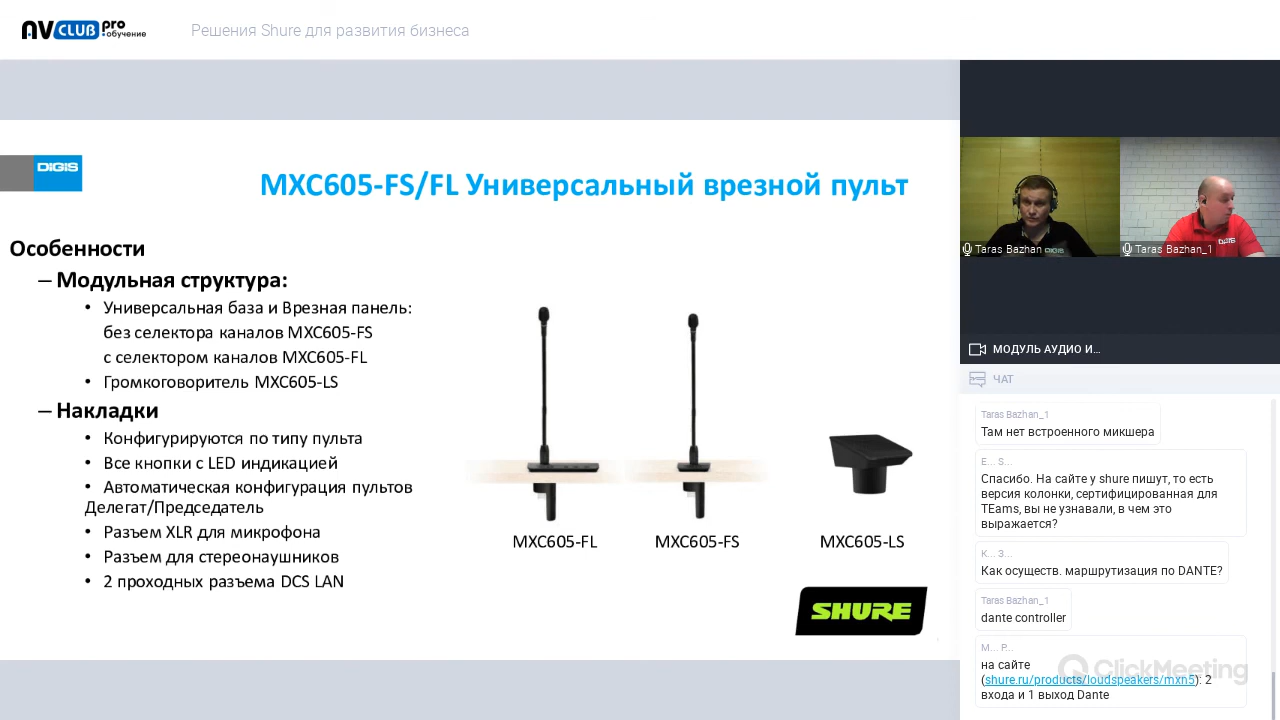 AV CLUB pro
•обучение
Решения Shure для развития бизнеса
DIGIS
MXC605-FS/FL Универсальный врезной пульт
Особенности
– Модульная структура:
• Универсальная база и Врезная панель:
без селектора каналов MXC605-FS
с селектором каналов MXC605-FL
• Громкоговоритель MXC605-LS
– Накладки
• Конфигурируются по типу пульта
• Все кнопки с LED индикацией
• Автоматическая конфигурация пультов
Делегат/Председатель
• Разъем XLR для микрофона
• Разъем для стереонаушников
• 2 проходных разъема DCS LAN
MXC605-FL
MXC605-FS
MXC605-LS
SHURE
Taras Bazhan
DIGIS
Taras Bazhan_1
DIGIS
МОДУЛЬ АУДИО И...
ЧАТ
Taras Bazhan_1
Там нет встроенного микшера
E... S...
Спасибо. На сайте у shure пишут, то есть
версия колонки, сертифицированная для
TEams, вы не узнавали, в чем это
выражается?
К... З...
Как осуществ. маршрутизация по DANTE?
Taras Bazhan_1
dante controller
М... Р...
на сайте
(shure.ru/products/loudspeakers/mxn5): 2
входа и 1 выход Dante
ClickMeeting